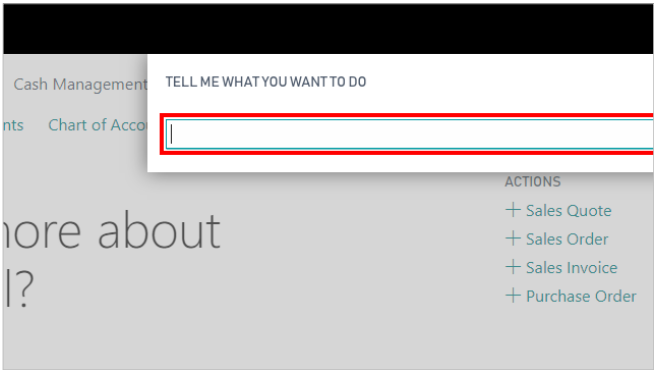 TELL ME WHAT YOU WANT TO DO
Cash Management
Chart of Acco
ACTIONS
+ Sales Quote
+ Sales Order
+ Sales Invoice
+ Purchase Order
about